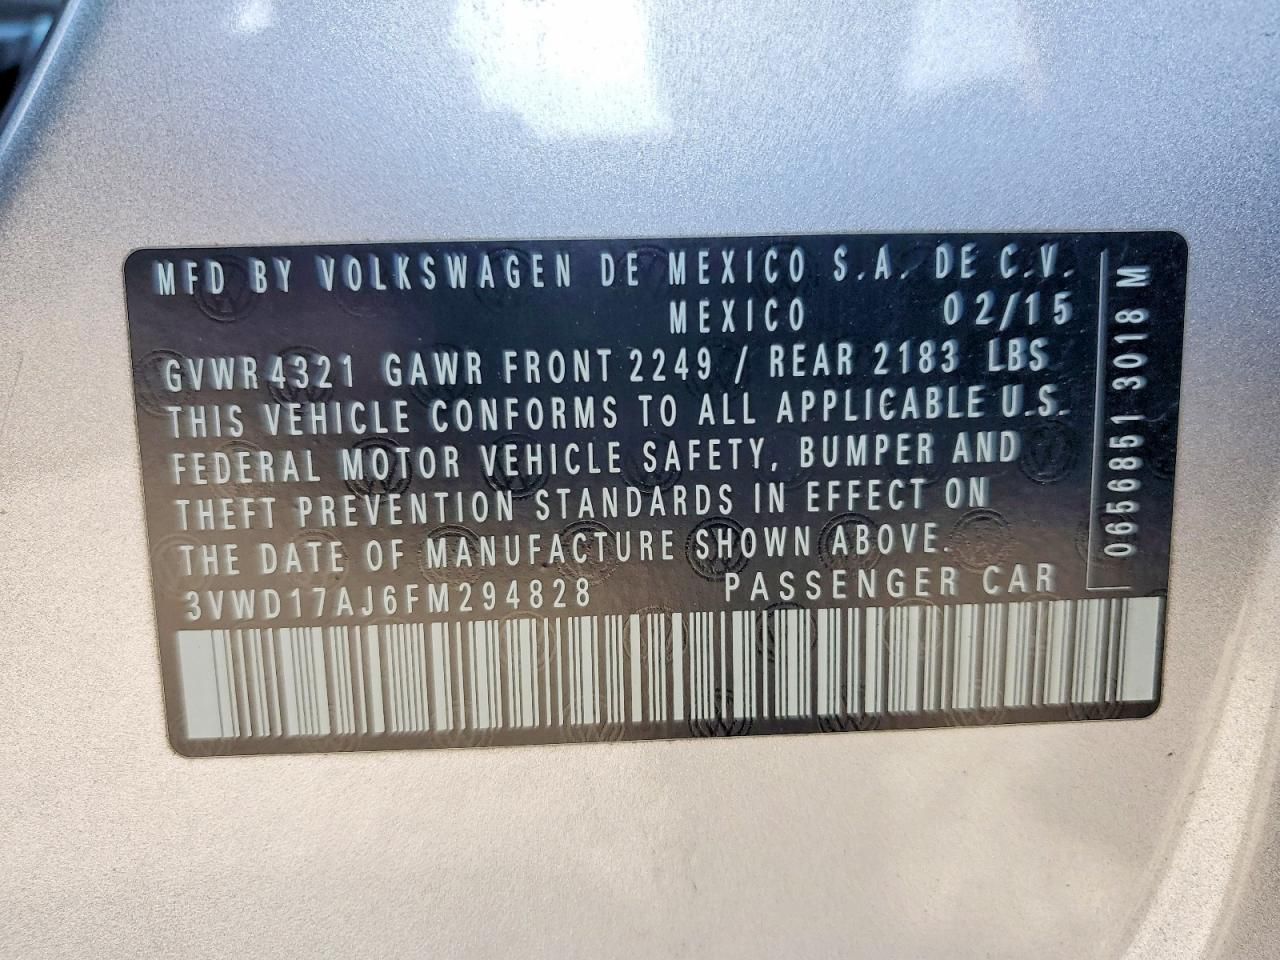 MFD BY VOLKSWAGEN DE MEXICO S.A. DE C.V.
MEXICO 02/15
GVWR 4321 GAWR FRONT 2249 / REAR 2183 LBS
THIS VEHICLE CONFORMS TO ALL APPLICABLE U.S.
FEDERAL MOTOR VEHICLE SAFETY, BUMPER AND
THEFT PREVENTION STANDARDS IN EFFECT ON
THE DATE OF MANUFACTURE SHOWN ABOVE.
3VWD17AJ6FM294828 PASSENGER CAR
0656851 3018 M